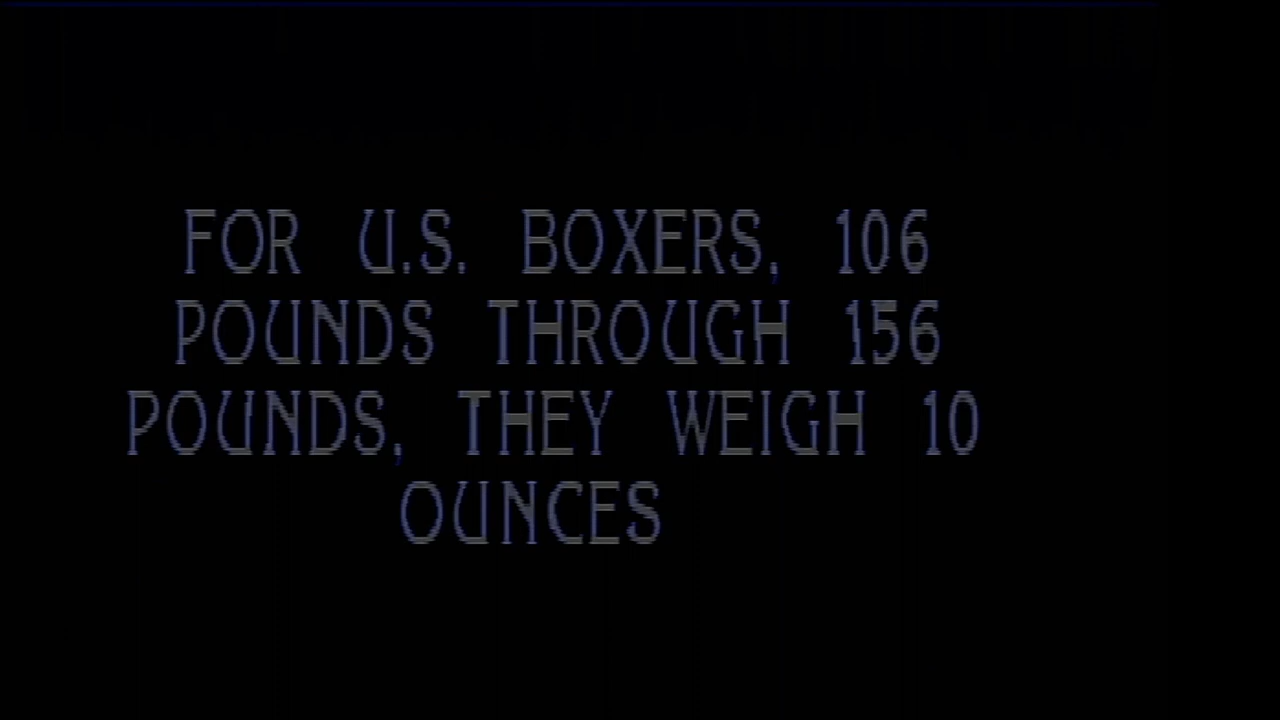 FOR U.S. BOXERS, 106
POUNDS THROUGH 156
POUNDS, THEY WEIGH 10
OUNCES